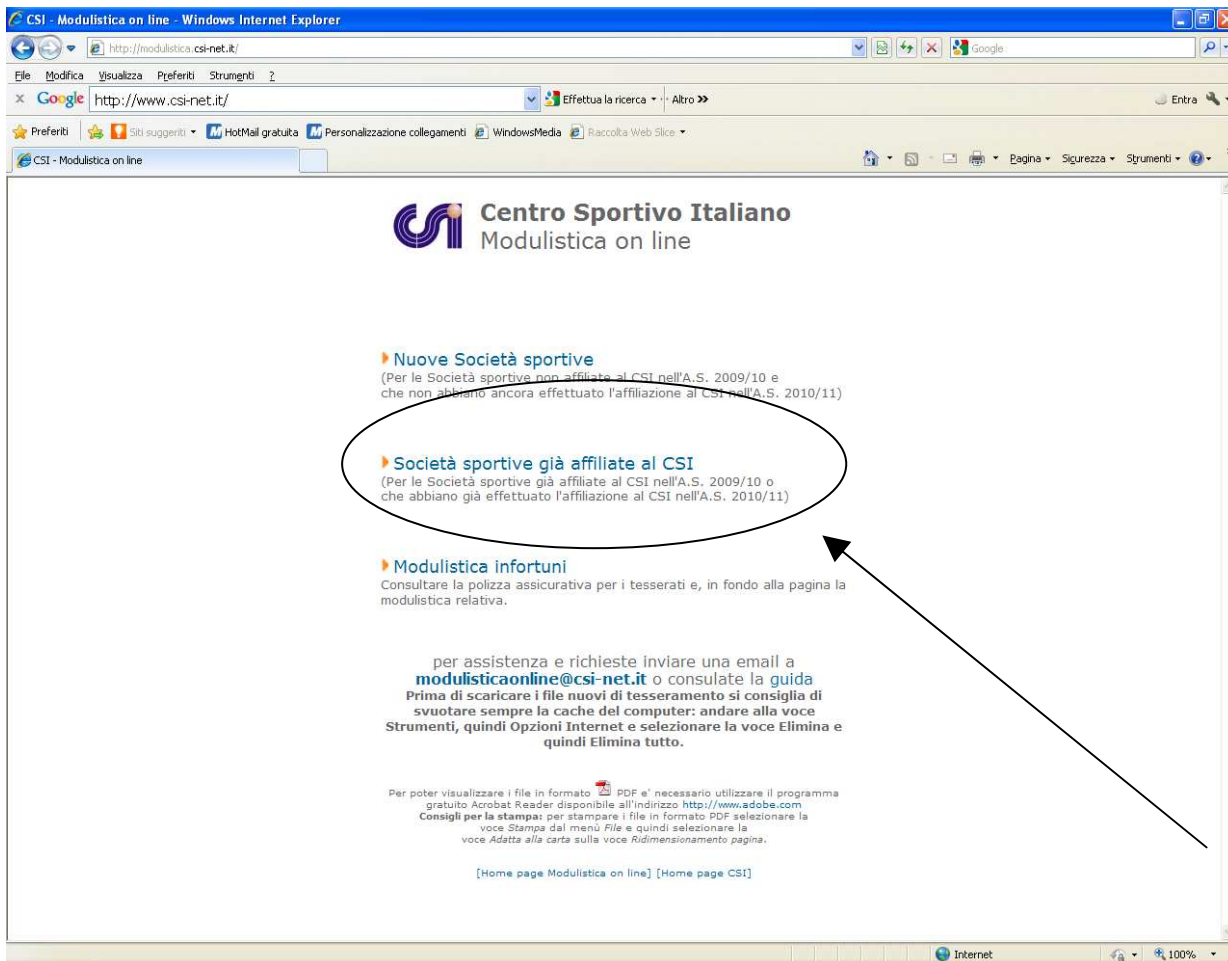 CSI - Modulistica on line - Windows Internet Explorer
http://modulistica.csi-net.it/
Google
File Modifica Visualizza Preferiti Strumenti ?
x Google http://www.csi-net.it/ Effettua la ricerca Altro »
Entra
Preferiti Siti suggeriti HotMail gratuita Personalizzazione collegamenti WindowsMedia Raccolta Web Slice
CSI - Modulistica on line
Pagina Sicurezza Strumenti
csi Centro Sportivo Italiano
Modulistica on line
Nuove Società sportive
(Per le Società sportive non affiliate al CSI nell'A.S. 2009/10 e
che non abbiano ancora effettuato l'affiliazione al CSI nell'A.S. 2010/11)
Società sportive già affiliate al CSI
(Per le Società sportive già affiliate al CSI nell'A.S. 2009/10 o
che abbiano già effettuato l'affiliazione al CSI nell'A.S. 2010/11)
Modulistica infortuni
Consultare la polizza assicurativa per i tesserati e, in fondo alla pagina la
modulistica relativa.
per assistenza e richieste inviare una email a
modulisticaonline@csi-net.it o consulate la guida
Prima di scaricare i file nuovi di tesseramento si consiglia di
svuotare sempre la cache del computer: andare alla voce
Strumenti, quindi Opzioni Internet e selezionare la voce Elimina e
quindi Elimina tutto.
Per poter visualizzare i file in formato PDF e' necessario utilizzare il programma
gratuito Acrobat Reader disponibile all'indirizzo http://www.adobe.com
Consigli per la stampa: per stampare i file in formato PDF selezionare la
voce Stampa dal menù File e quindi selezionare la
voce Adatta alla carta sulla voce Ridimensionamento pagina.
[Home page Modulistica on line] [Home page CSI]
Internet
100%